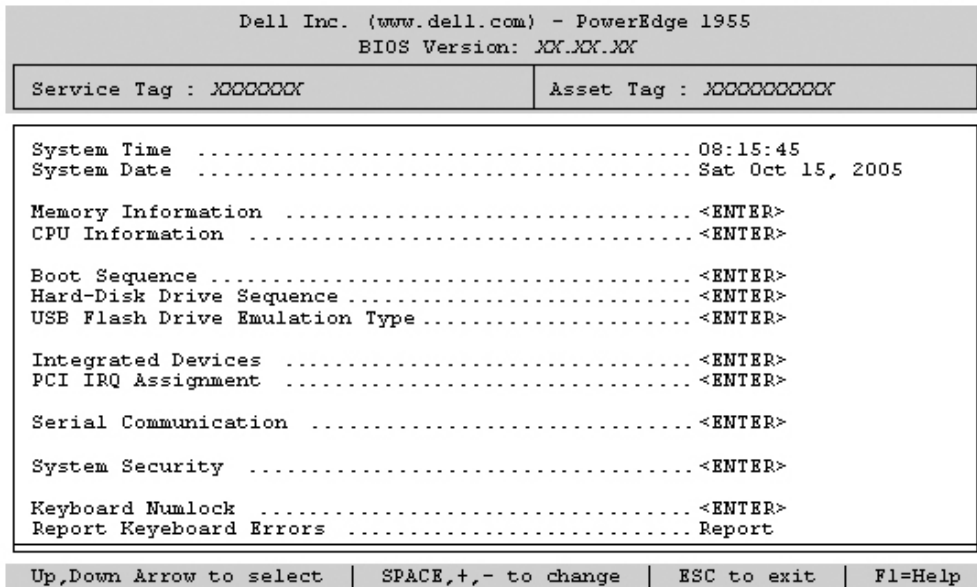 Dell Inc. (www.dell.com) - PowerEdge 1955
BIOS Version: XX.XX.XX
Service Tag : XXXXXXX Asset Tag : XXXXXXXXXX
System Time ....................................... 08:15:45
System Date ....................................... Sat Oct 15, 2005
Memory Information ................................ <ENTER>
CPU Information ................................... <ENTER>
Boot Sequence ...................................... <ENTER>
Hard-Disk Drive Sequence ........................... <ENTER>
USB Flash Drive Emulation Type ..................... <ENTER>
Integrated Devices ................................ <ENTER>
PCI IRQ Assignment ................................ <ENTER>
Serial Communication .............................. <ENTER>
System Security ................................... <ENTER>
Keyboard Numlock .................................. <ENTER>
Report Keyeboard Errors ........................... Report
Up,Down Arrow to select | SPACE,+,- to change | ESC to exit | F1=Help